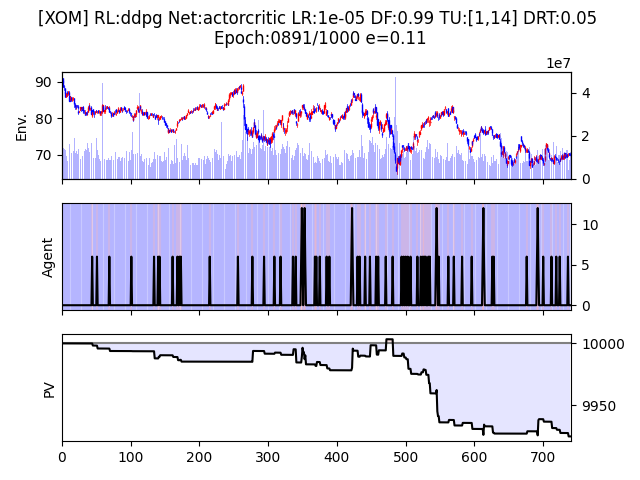 [XOM] RL:ddpg Net:actorcritic LR:1e-05 DF:0.99 TU:[1,14] DRT:0.05
Epoch:0891/1000 e=0.11
1e7
Env.
90
80
70
4
2
0
Agent
10
5
0
PV
10000
9950
0 100 200 300 400 500 600 700